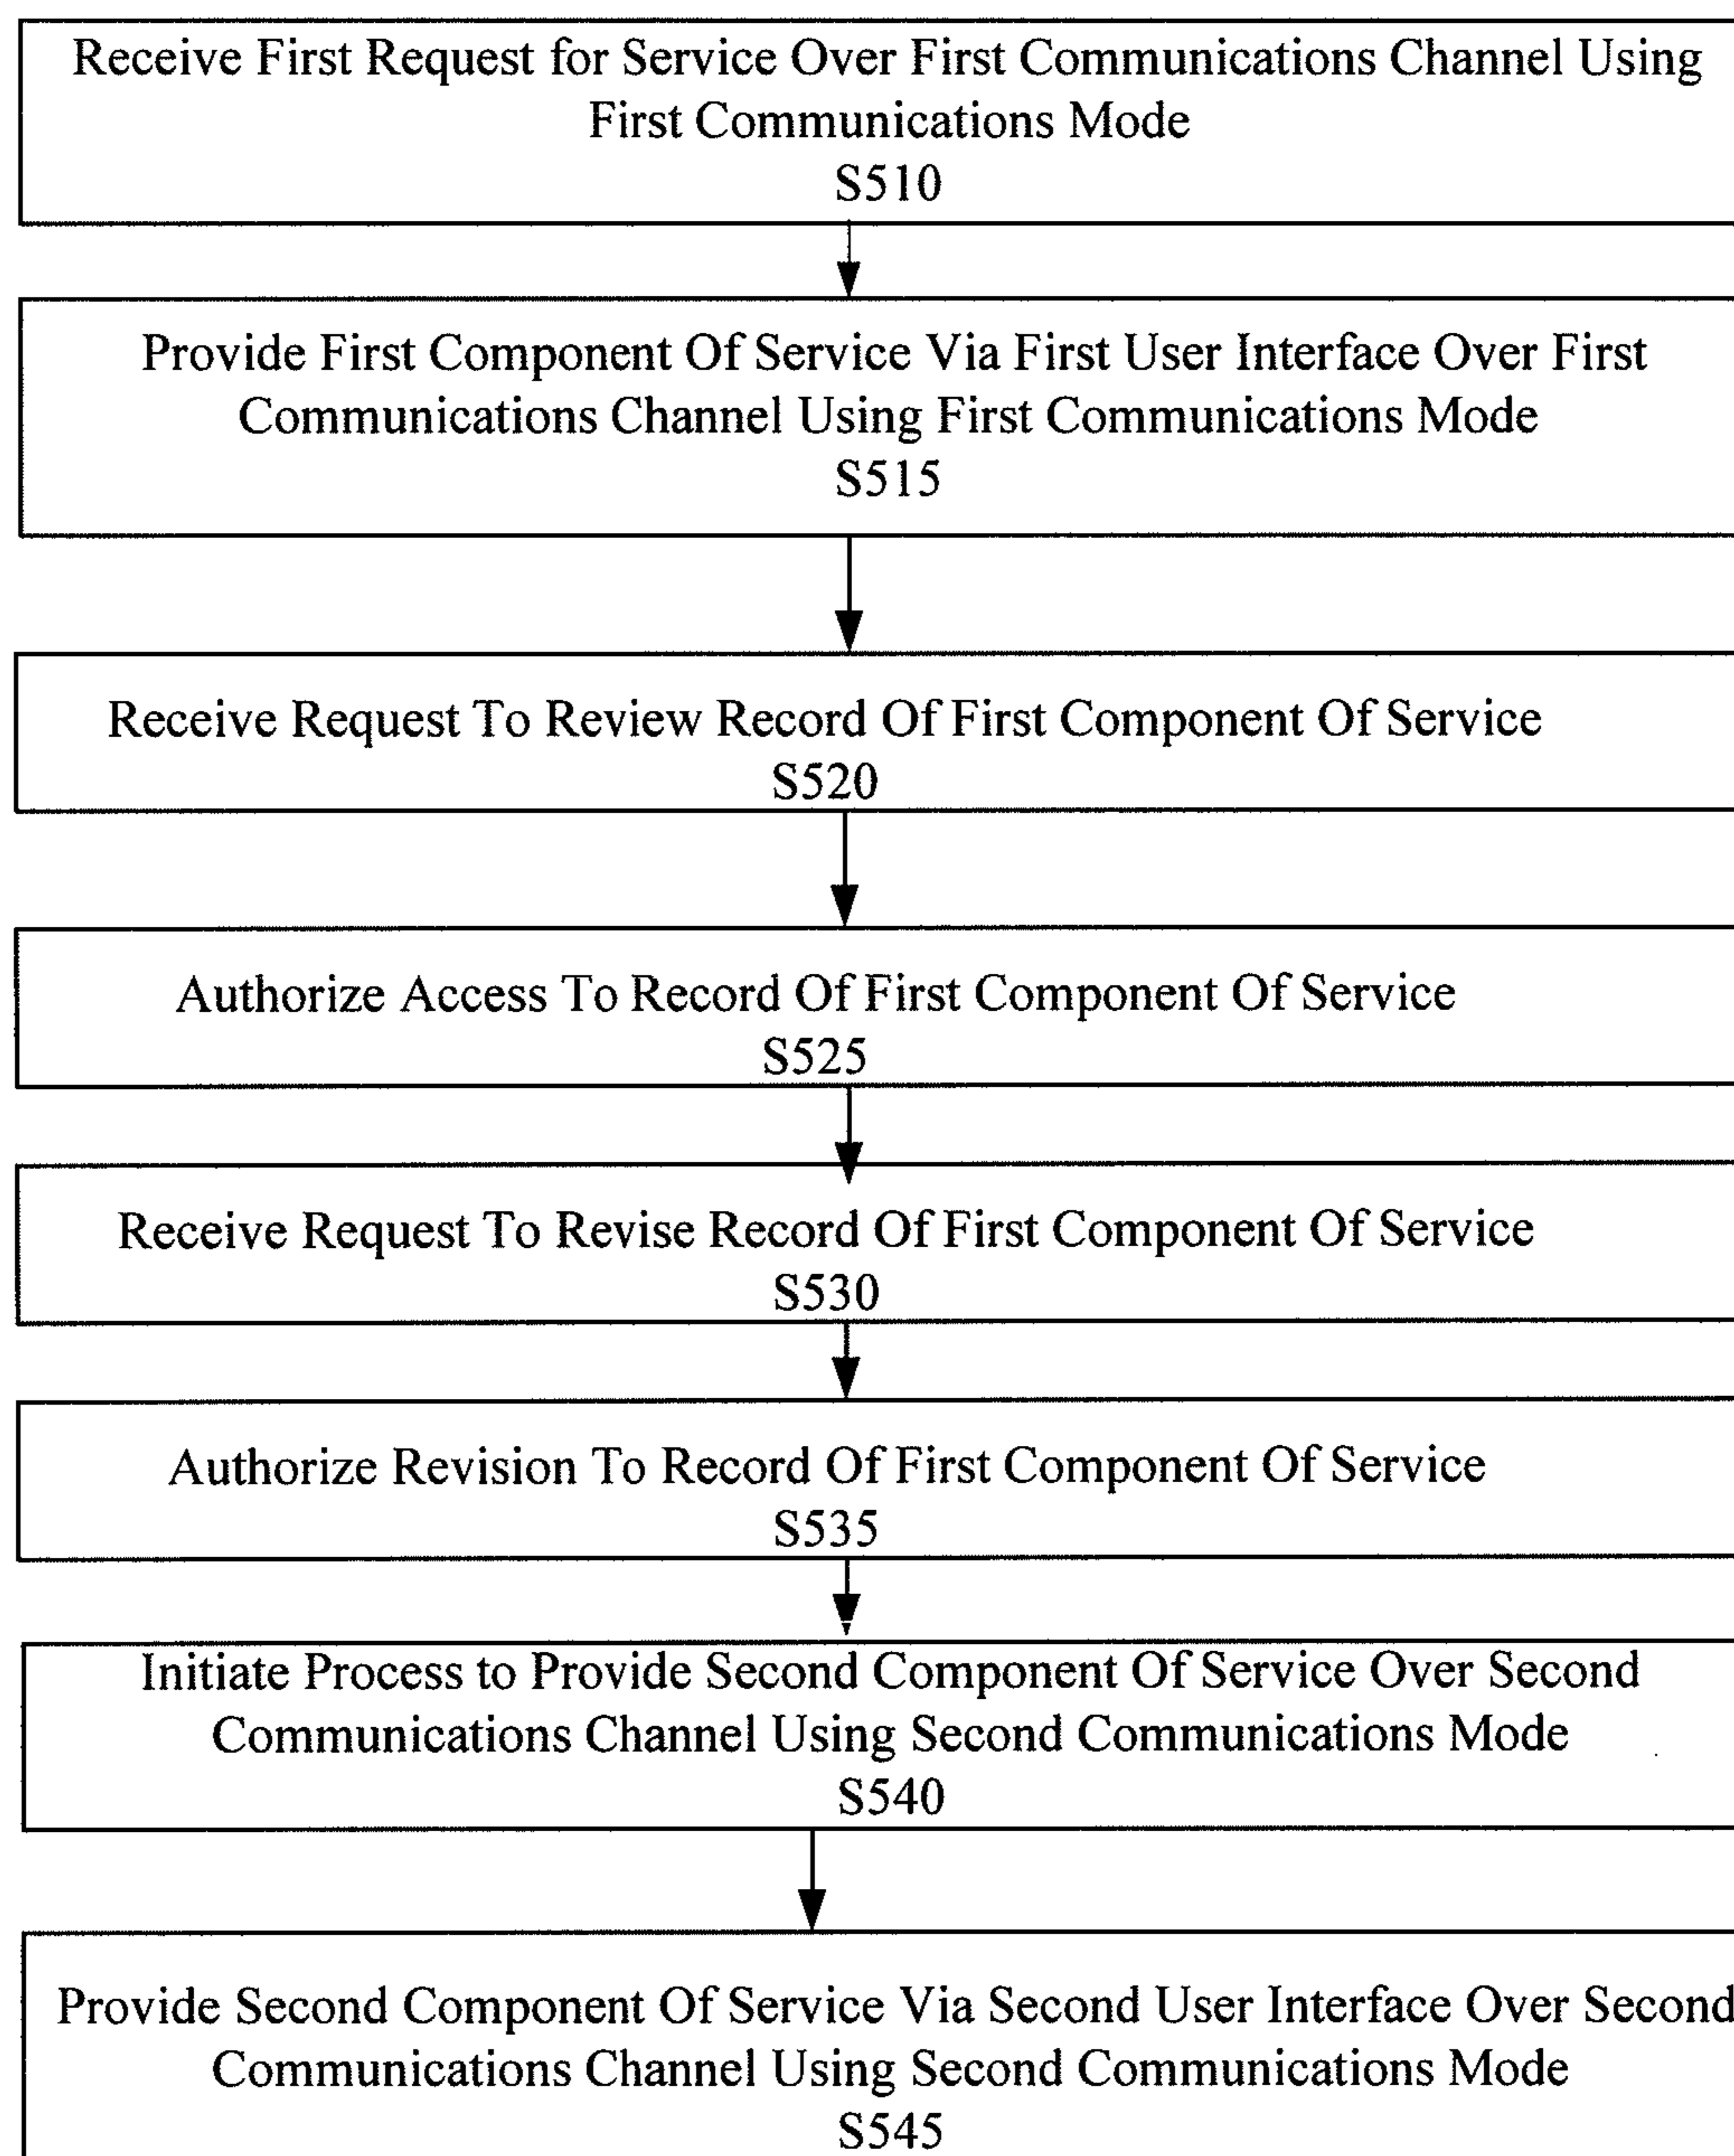 Receive First Request for Service Over First Communications Channel Using
First Communications Mode
S510
Provide First Component Of Service Via First User Interface Over First
Communications Channel Using First Communications Mode
S515
Receive Request To Review Record Of First Component Of Service
S520
Authorize Access To Record Of First Component Of Service
S525
Receive Request To Revise Record Of First Component Of Service
S530
Authorize Revision To Record Of First Component Of Service
S535
Initiate Process to Provide Second Component Of Service Over Second
Communications Channel Using Second Communications Mode
S540
Provide Second Component Of Service Via Second User Interface Over Second
Communications Channel Using Second Communications Mode
S545